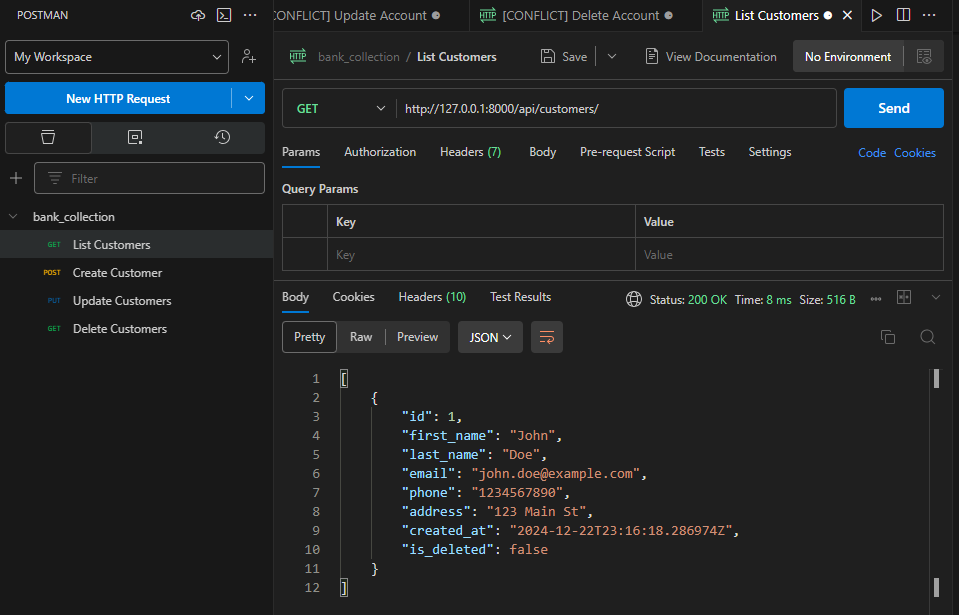 POSTMAN
My Workspace
New HTTP Request
Filter
bank_collection
GET List Customers
POST Create Customer
PUT Update Customers
GET Delete Customers
[CONFLICT] Update Account
HTTP [CONFLICT] Delete Account
HTTP List Customers
HTTP bank_collection / List Customers
Save
View Documentation
No Environment
GET
http://127.0.0.1:8000/api/customers/
Send
Params Authorization Headers (7) Body Pre-request Script Tests Settings Code Cookies
Query Params
Key Value
Key Value
Body Cookies Headers (10) Test Results Status: 200 OK Time: 8 ms Size: 516 B
Pretty Raw Preview JSON
1 [
2 {
3 "id": 1,
4 "first_name": "John",
5 "last_name": "Doe",
6 "email": "john.doe@example.com",
7 "phone": "1234567890",
8 "address": "123 Main St",
9 "created_at": "2024-12-22T23:16:18.286974Z",
10 "is_deleted": false
11 }
12 ]